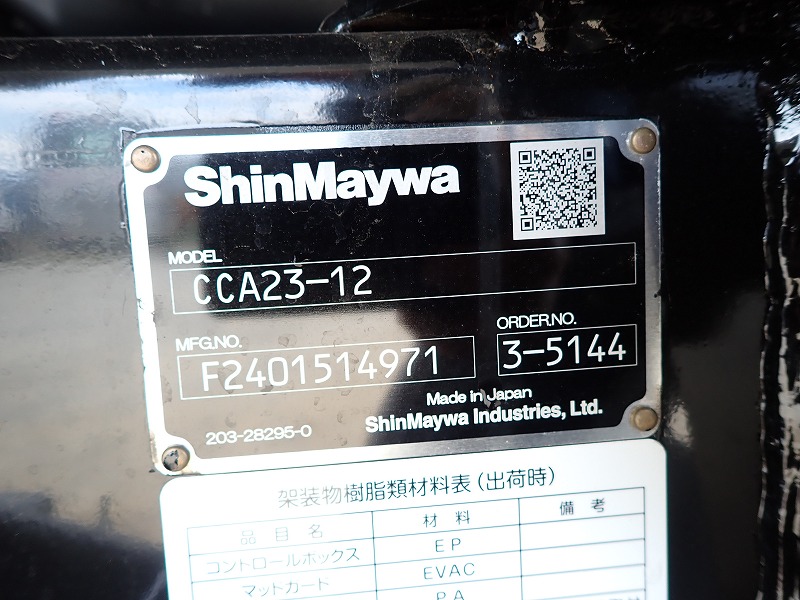 ShinMaywa
MODEL
CCA23-12
MFG.NO.
F2401514971
ORDER.NO.
3-5144
Made in Japan
ShinMaywa Industries, Ltd.
203-28295-0
架装物樹脂類材料表（出荷時）
品目名 材料 備考
コントロールボックス EP
マットカード EVAC
PA